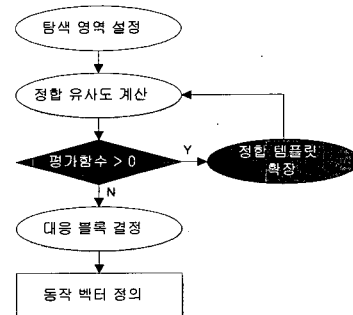 탐색 영역 설정
정합 유사도 계산
평가함수 > 0
Y
정합 템플릿
확장
N
대응 블록 결정
동작 벡터 정의